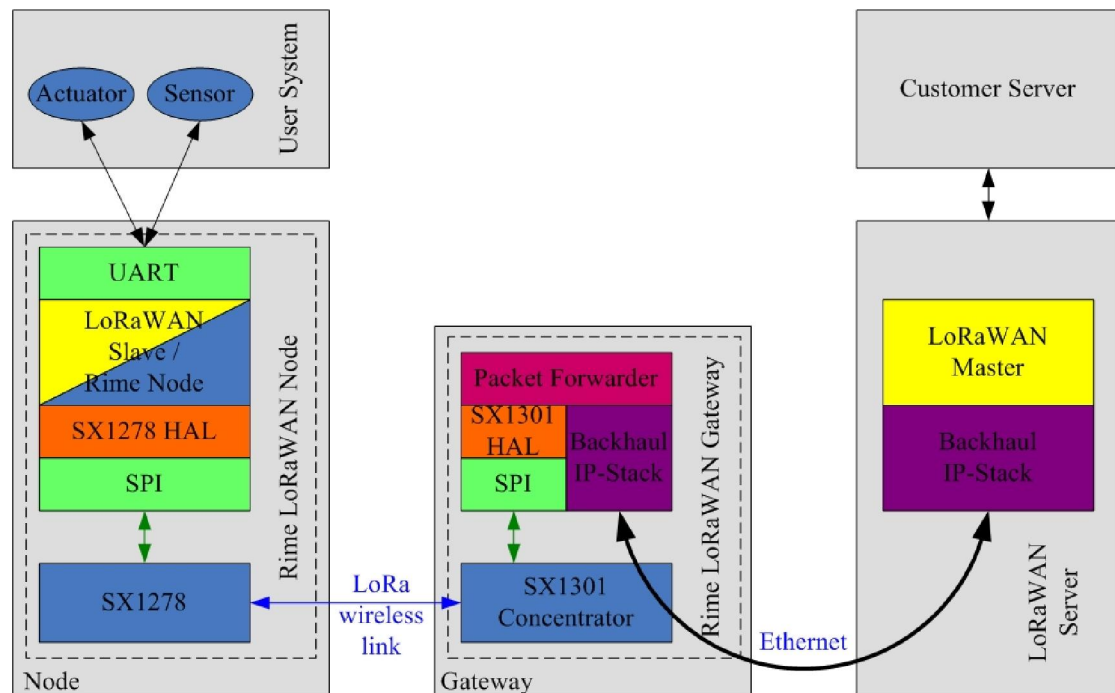 Actuator
Sensor
User System
Customer Server
UART
LoRaWAN
Slave /
Rime Node
SX1278 HAL
SPI
SX1278
Rime LoRaWAN Node
Node
LoRa
wireless
link
Packet Forwarder
SX1301
HAL
Backhaul
IP-Stack
SPI
SX1301
Concentrator
Rime LoRaWAN Gateway
Gateway
Ethernet
LoRaWAN
Master
Backhaul
IP-Stack
LoRaWAN
Server